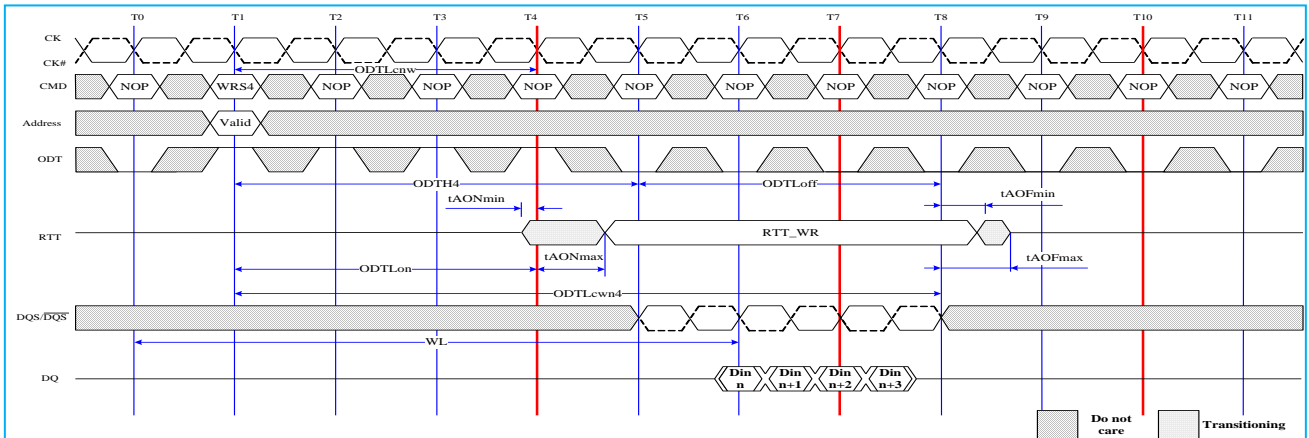 T0 T1 T2 T3 T4 T5 T6 T7 T8 T9 T10 T11
CK
CK#
ODTLcnw
CMD NOP WRS4 NOP NOP NOP NOP NOP NOP NOP NOP NOP NOP
Address Valid
ODT
ODTH4 ODTLoff
tAONmin tAOFmin
RTT RTT_WR
tAONmax tAOFmax
ODTLon
ODTLcwn4
DQS/DQS
WL
DQ Din n Din n+1 Din n+2 Din n+3
Do not care Transitioning